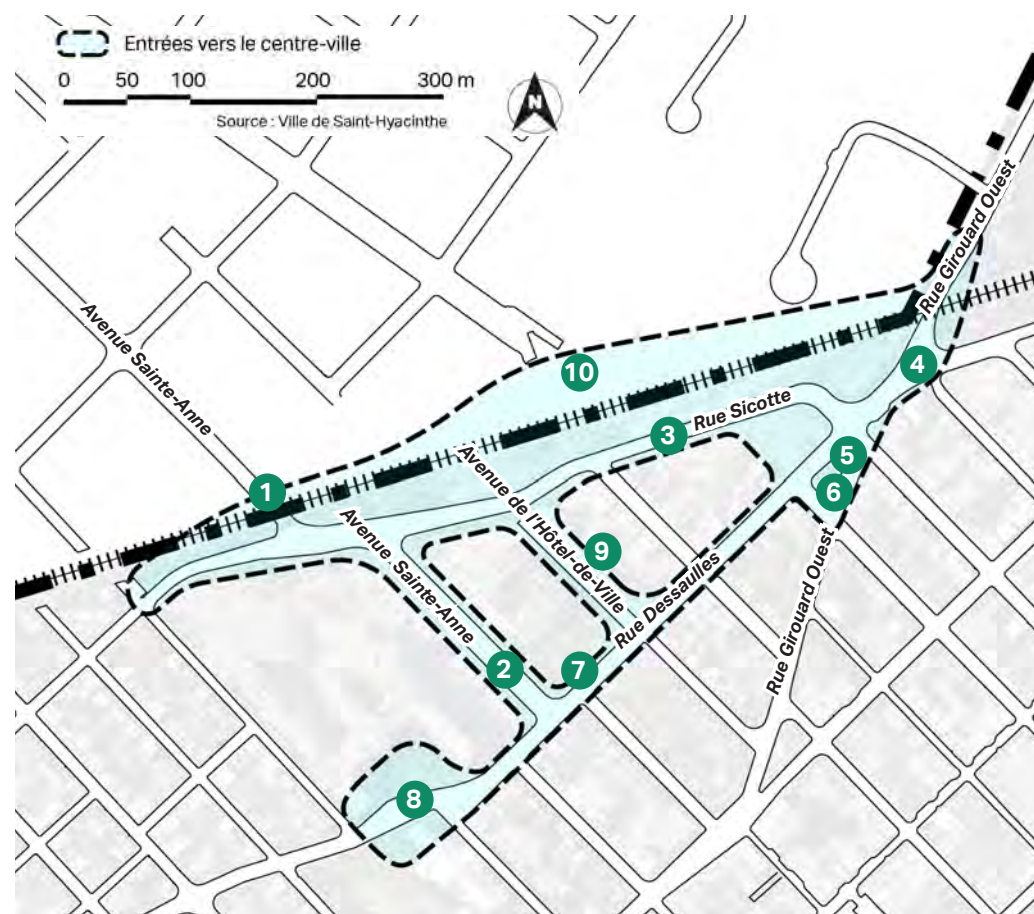 Entrées vers le centre-ville
0 50 100 200 300 m
N
Source : Ville de Saint-Hyacinthe
Rue Girouard Ouest
Avenue Sainte-Anne
10
4
Rue Sicotte
3
5
1
6
Avenue de l'Hôtel-de-Ville
Avenue Sainte-Anne
9
Rue Dessaulles
Rue Girouard Ouest
2
7
8